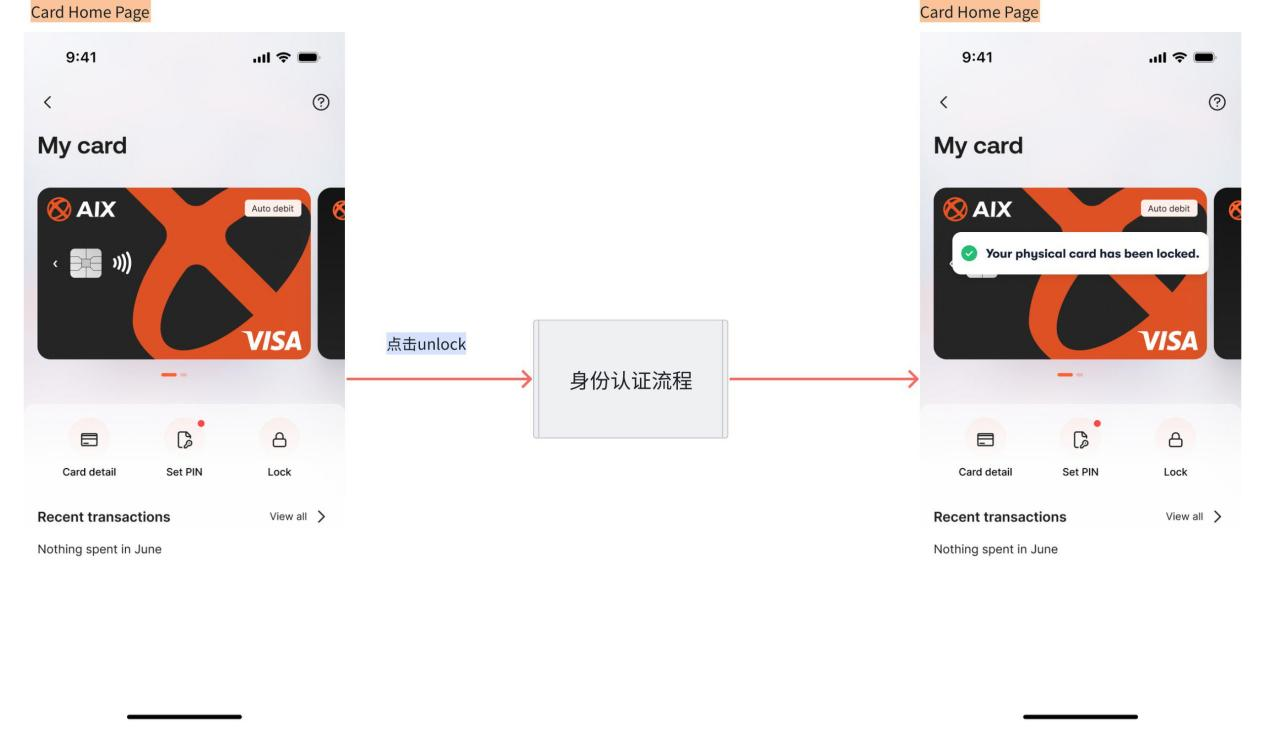 Card Home Page
9:41
My card
AIX
Auto debit
VISA
Card detail
Set PIN
Lock
Recent transactions
View all
Nothing spent in June
点击unlock
身份认证流程
Card Home Page
9:41
My card
AIX
Auto debit
Your physical card has been locked.
VISA
Card detail
Set PIN
Lock
Recent transactions
View all
Nothing spent in June